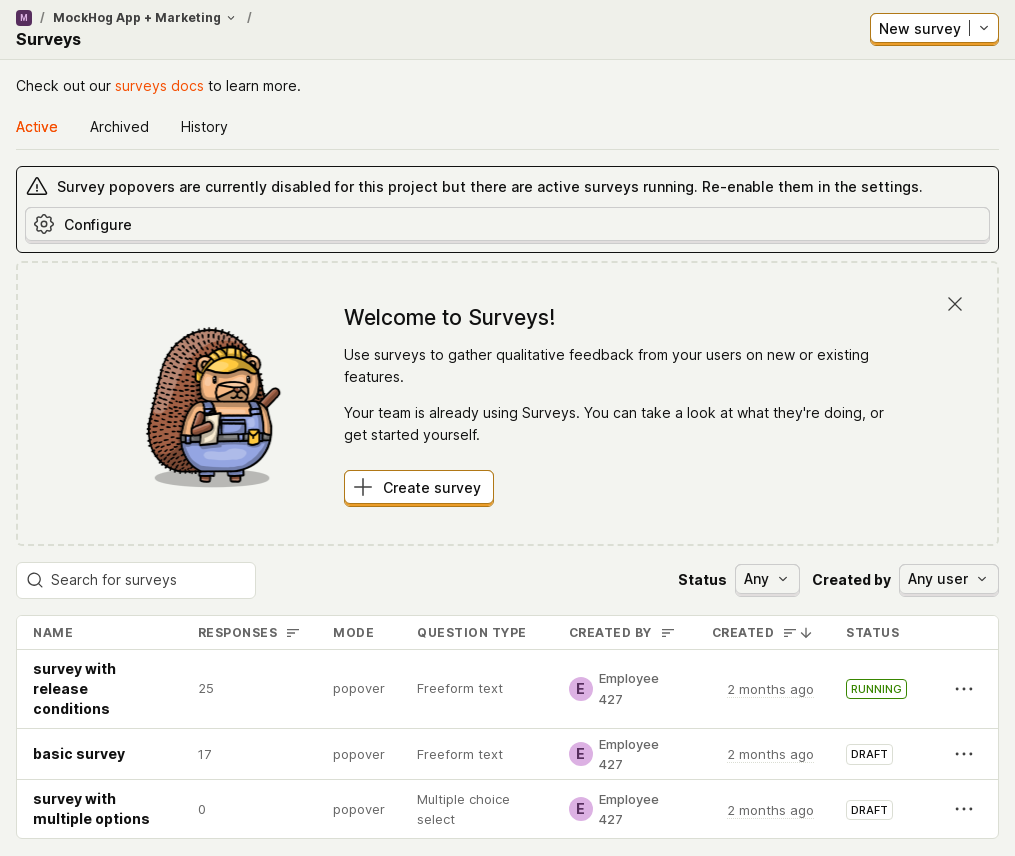 M / MockHog App + Marketing /
Surveys
New survey
Check out our surveys docs to learn more.
Active Archived History
Survey popovers are currently disabled for this project but there are active surveys running. Re-enable them in the settings.
Configure
Welcome to Surveys!
Use surveys to gather qualitative feedback from your users on new or existing
features.
Your team is already using Surveys. You can take a look at what they're doing, or
get started yourself.
Create survey
Search for surveys
Status Any Created by Any user
NAME RESPONSES MODE QUESTION TYPE CREATED BY CREATED STATUS
survey with
release
conditions
25 popover Freeform text E Employee
427
2 months ago RUNNING
basic survey 17 popover Freeform text E Employee
427
2 months ago DRAFT
survey with
multiple options
0 popover Multiple choice
select
E Employee
427
2 months ago DRAFT